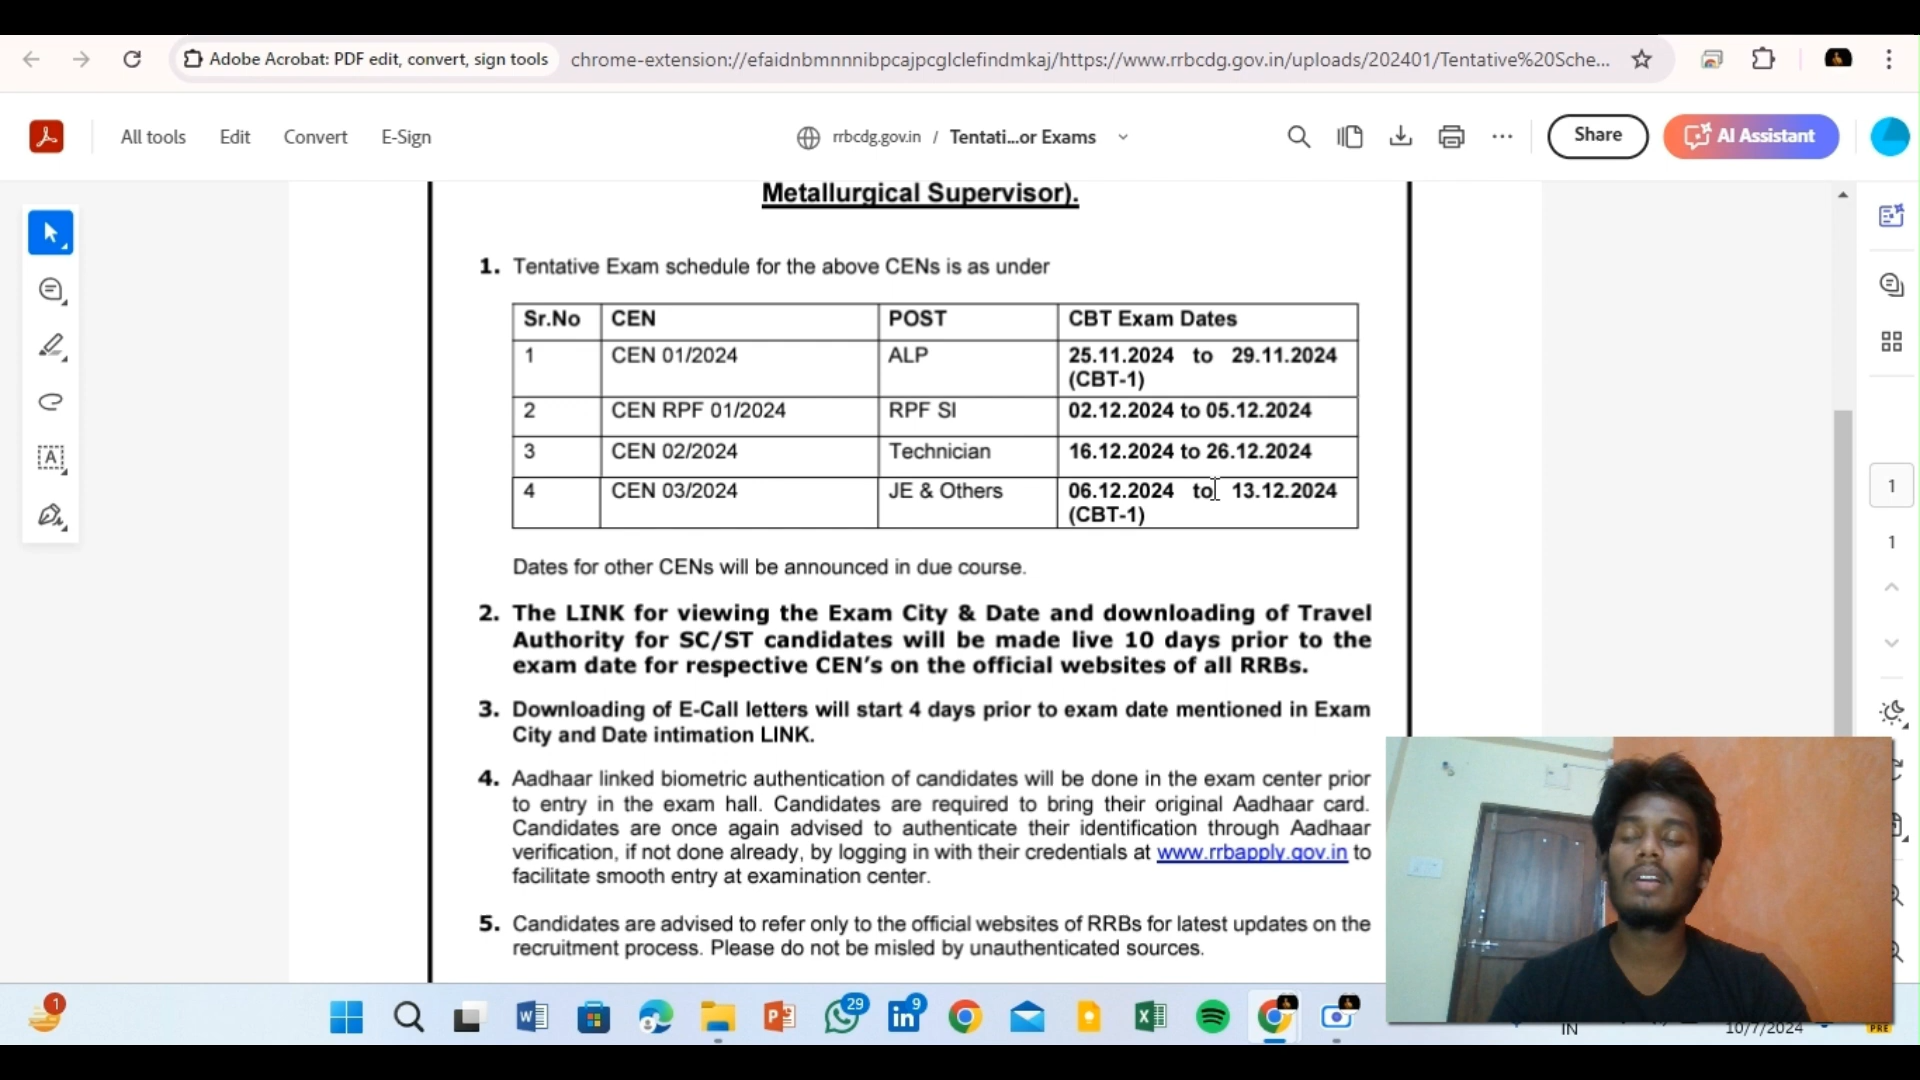 Adobe Acrobat: PDF edit, convert, sign tools
chrome-extension://efaidnbmnnnibpcajpcglclefindmkaj/https://www.rrbcdg.gov.in/uploads/202401/Tentative%20Sche...
All tools Edit Convert E-Sign
rrbcdg.gov.in / Tentati...or Exams
Share
AI Assistant
Metallurgical Supervisor).
1. Tentative Exam schedule for the above CENs is as under
Sr.No CEN POST CBT Exam Dates
1 CEN 01/2024 ALP 25.11.2024 to 29.11.2024
(CBT-1)
2 CEN RPF 01/2024 RPF SI 02.12.2024 to 05.12.2024
3 CEN 02/2024 Technician 16.12.2024 to 26.12.2024
4 CEN 03/2024 JE & Others 06.12.2024 to 13.12.2024
(CBT-1)
Dates for other CENs will be announced in due course.
2. The LINK for viewing the Exam City & Date and downloading of Travel
Authority for SC/ST candidates will be made live 10 days prior to the
exam date for respective CEN's on the official websites of all RRBs.
3. Downloading of E-Call letters will start 4 days prior to exam date mentioned in Exam
City and Date intimation LINK.
4. Aadhaar linked biometric authentication of candidates will be done in the exam center prior
to entry in the exam hall. Candidates are required to bring their original Aadhaar card.
Candidates are once again advised to authenticate their identification through Aadhaar
verification, if not done already, by logging in with their credentials at www.rrbapply.gov.in to
facilitate smooth entry at examination center.
5. Candidates are advised to refer only to the official websites of RRBs for latest updates on the
recruitment process. Please do not be misled by unauthenticated sources.
1
1
1
29
9
IN
10/7/2024
PRE